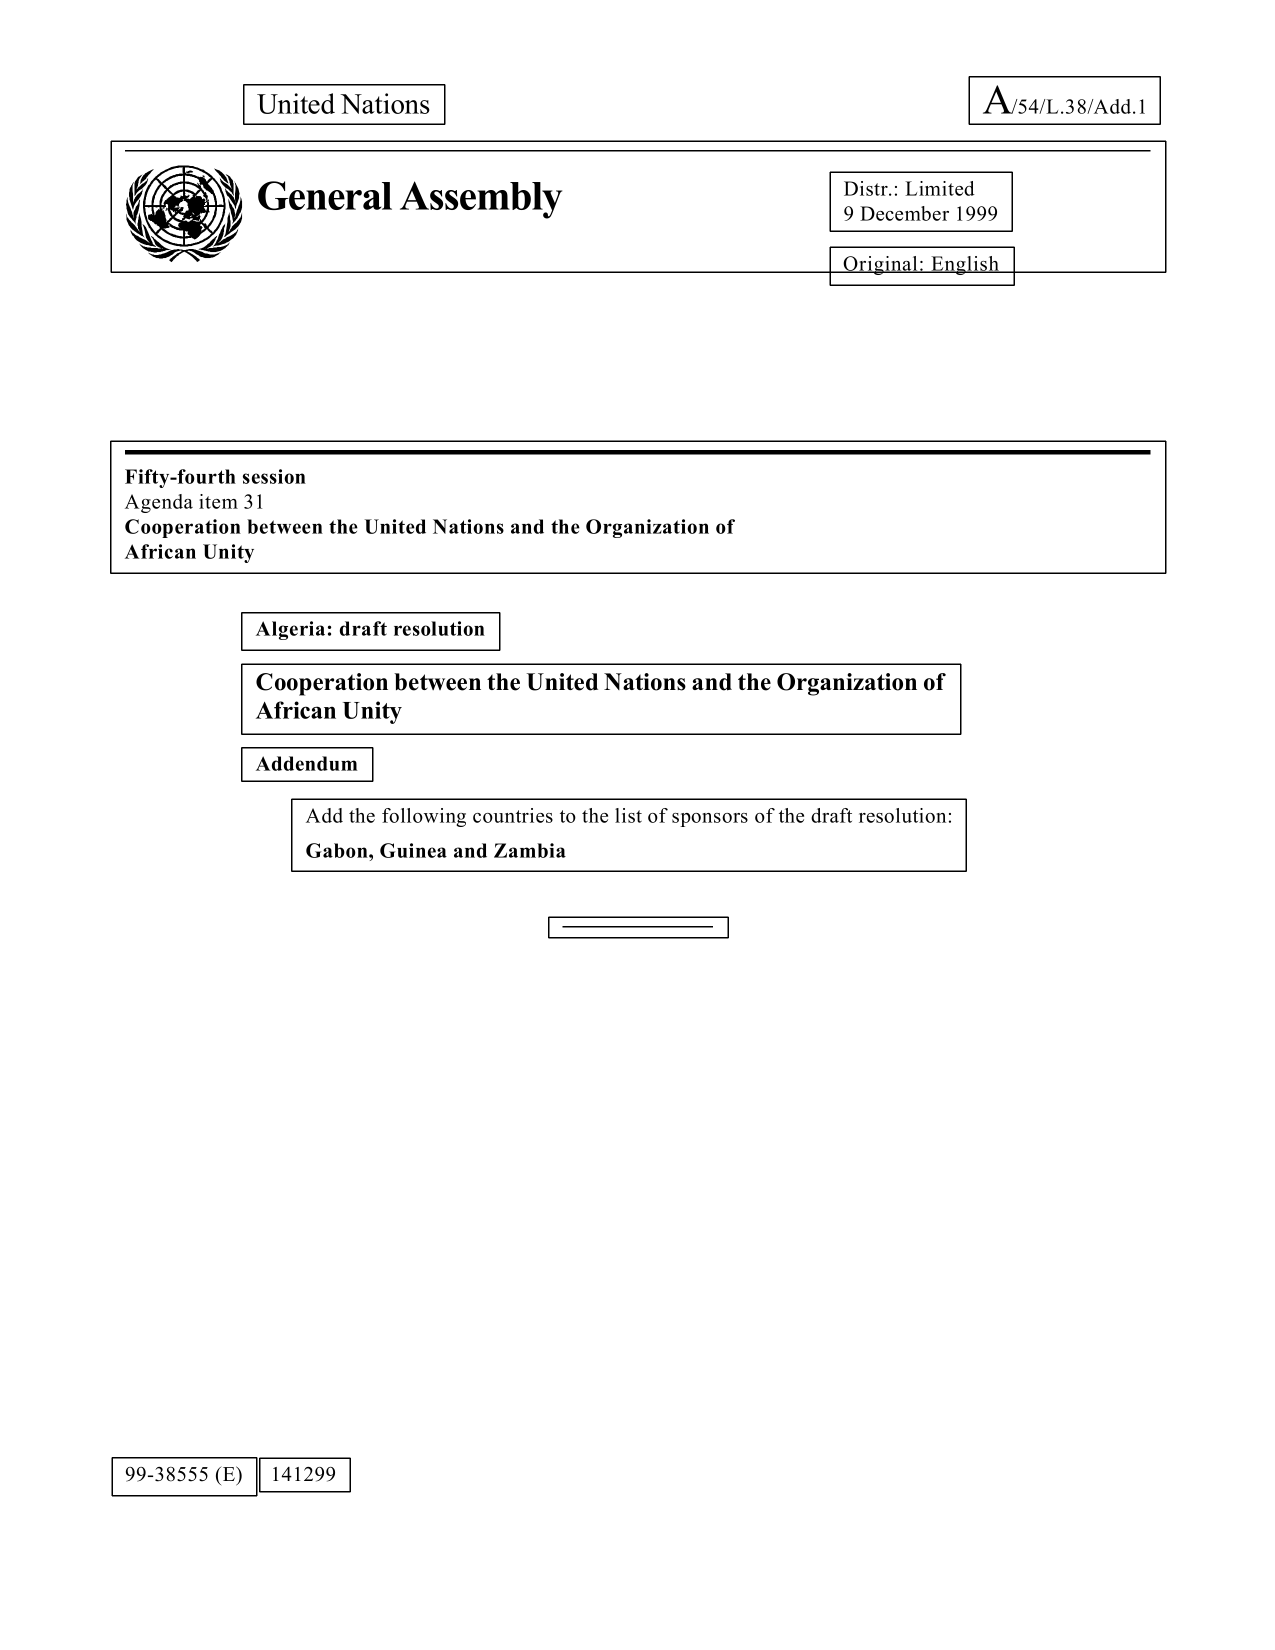 United Nations
A/54/L.38/Add.1
General Assembly
Distr.: Limited
9 December 1999
Original: English
Fifty-fourth session
Agenda item 31
Cooperation between the United Nations and the Organization of
African Unity
Algeria: draft resolution
Cooperation between the United Nations and the Organization of
African Unity
Addendum
Add the following countries to the list of sponsors of the draft resolution:
Gabon, Guinea and Zambia
99-38555 (E) 141299